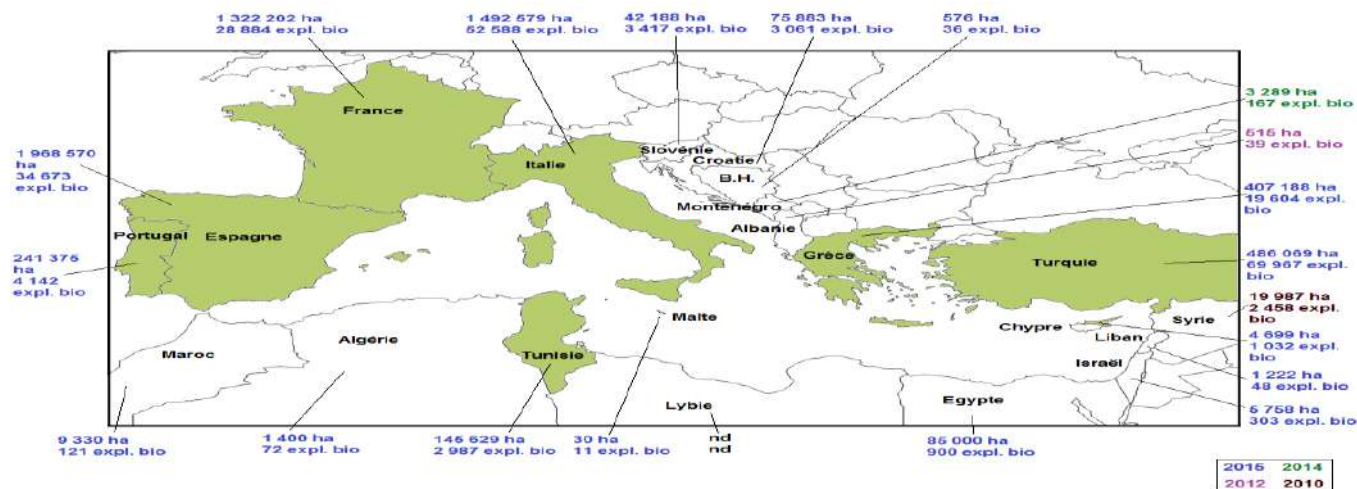 1 322 202 ha
28 884 expl. bio
1 492 579 ha
52 588 expl. bio
42 188 ha
3 417 expl. bio
75 883 ha
3 061 expl. bio
576 ha
36 expl. bio
3 289 ha
167 expl. bio
515 ha
39 expl. bio
407 188 ha
19 604 expl.
bio
486 069 ha
69 967 expl.
bio
19 987 ha
2 458 expl.
bio
4 699 ha
1 032 expl.
bio
1 222 ha
48 expl. bio
5 758 ha
303 expl. bio
1 968 570
ha
34 673
expl. bio
241 375
ha
4 142
expl. bio
France
Slovénie
Croatie
Italie
B.H.
Monténégro
Albanie
Portugal
Espagne
Grèce
Turquie
Malte
Chypre
Syrie
Liban
Israël
Maroc
Algérie
Tunisie
Lybie
Egypte
9 330 ha
121 expl. bio
1 400 ha
72 expl. bio
146 629 ha
2 987 expl. bio
30 ha
11 expl. bio
nd
nd
85 000 ha
900 expl. bio
2015 2014
2012 2010